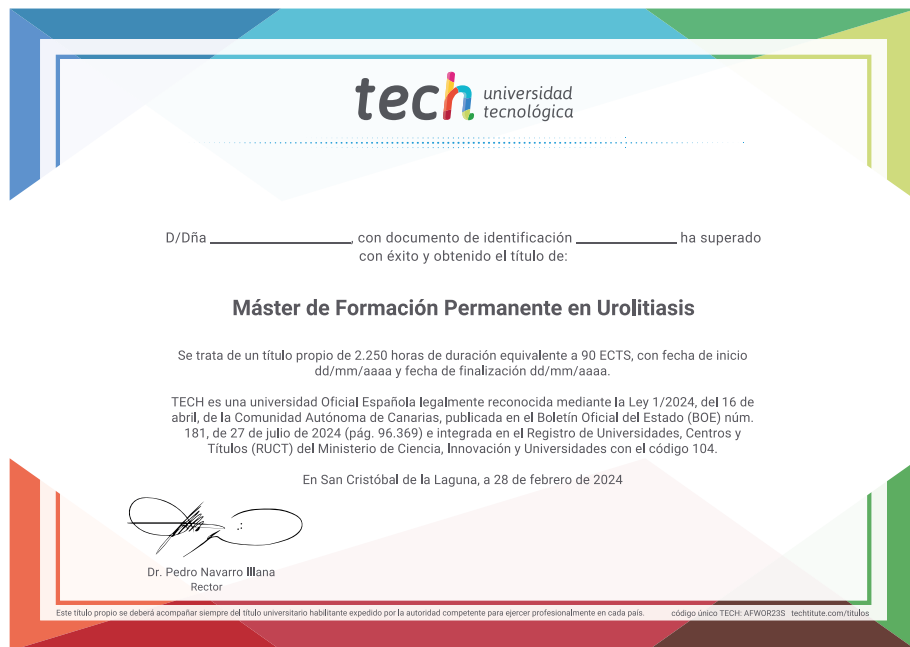 tech universidad
tecnológica
D/Dña ____________________, con documento de identificación ______________ ha superado
con éxito y obtenido el título de:
Máster de Formación Permanente en Urolitiasis
Se trata de un título propio de 2.250 horas de duración equivalente a 90 ECTS, con fecha de inicio
dd/mm/aaaa y fecha de finalización dd/mm/aaaa.
TECH es una universidad Oficial Española legalmente reconocida mediante la Ley 1/2024, del 16 de
abril, de la Comunidad Autónoma de Canarias, publicada en el Boletín Oficial del Estado (BOE) núm.
181, de 27 de julio de 2024 (pág. 96.369) e integrada en el Registro de Universidades, Centros y
Títulos (RUCT) del Ministerio de Ciencia, Innovación y Universidades con el código 104.
En San Cristóbal de la Laguna, a 28 de febrero de 2024
Dr. Pedro Navarro Illana
Rector
Este título propio se deberá acompañar siempre del título universitario habilitante expedido por la autoridad competente para ejercer profesionalmente en cada país. código único TECH: AFWOR23S techtitute.com/titulos